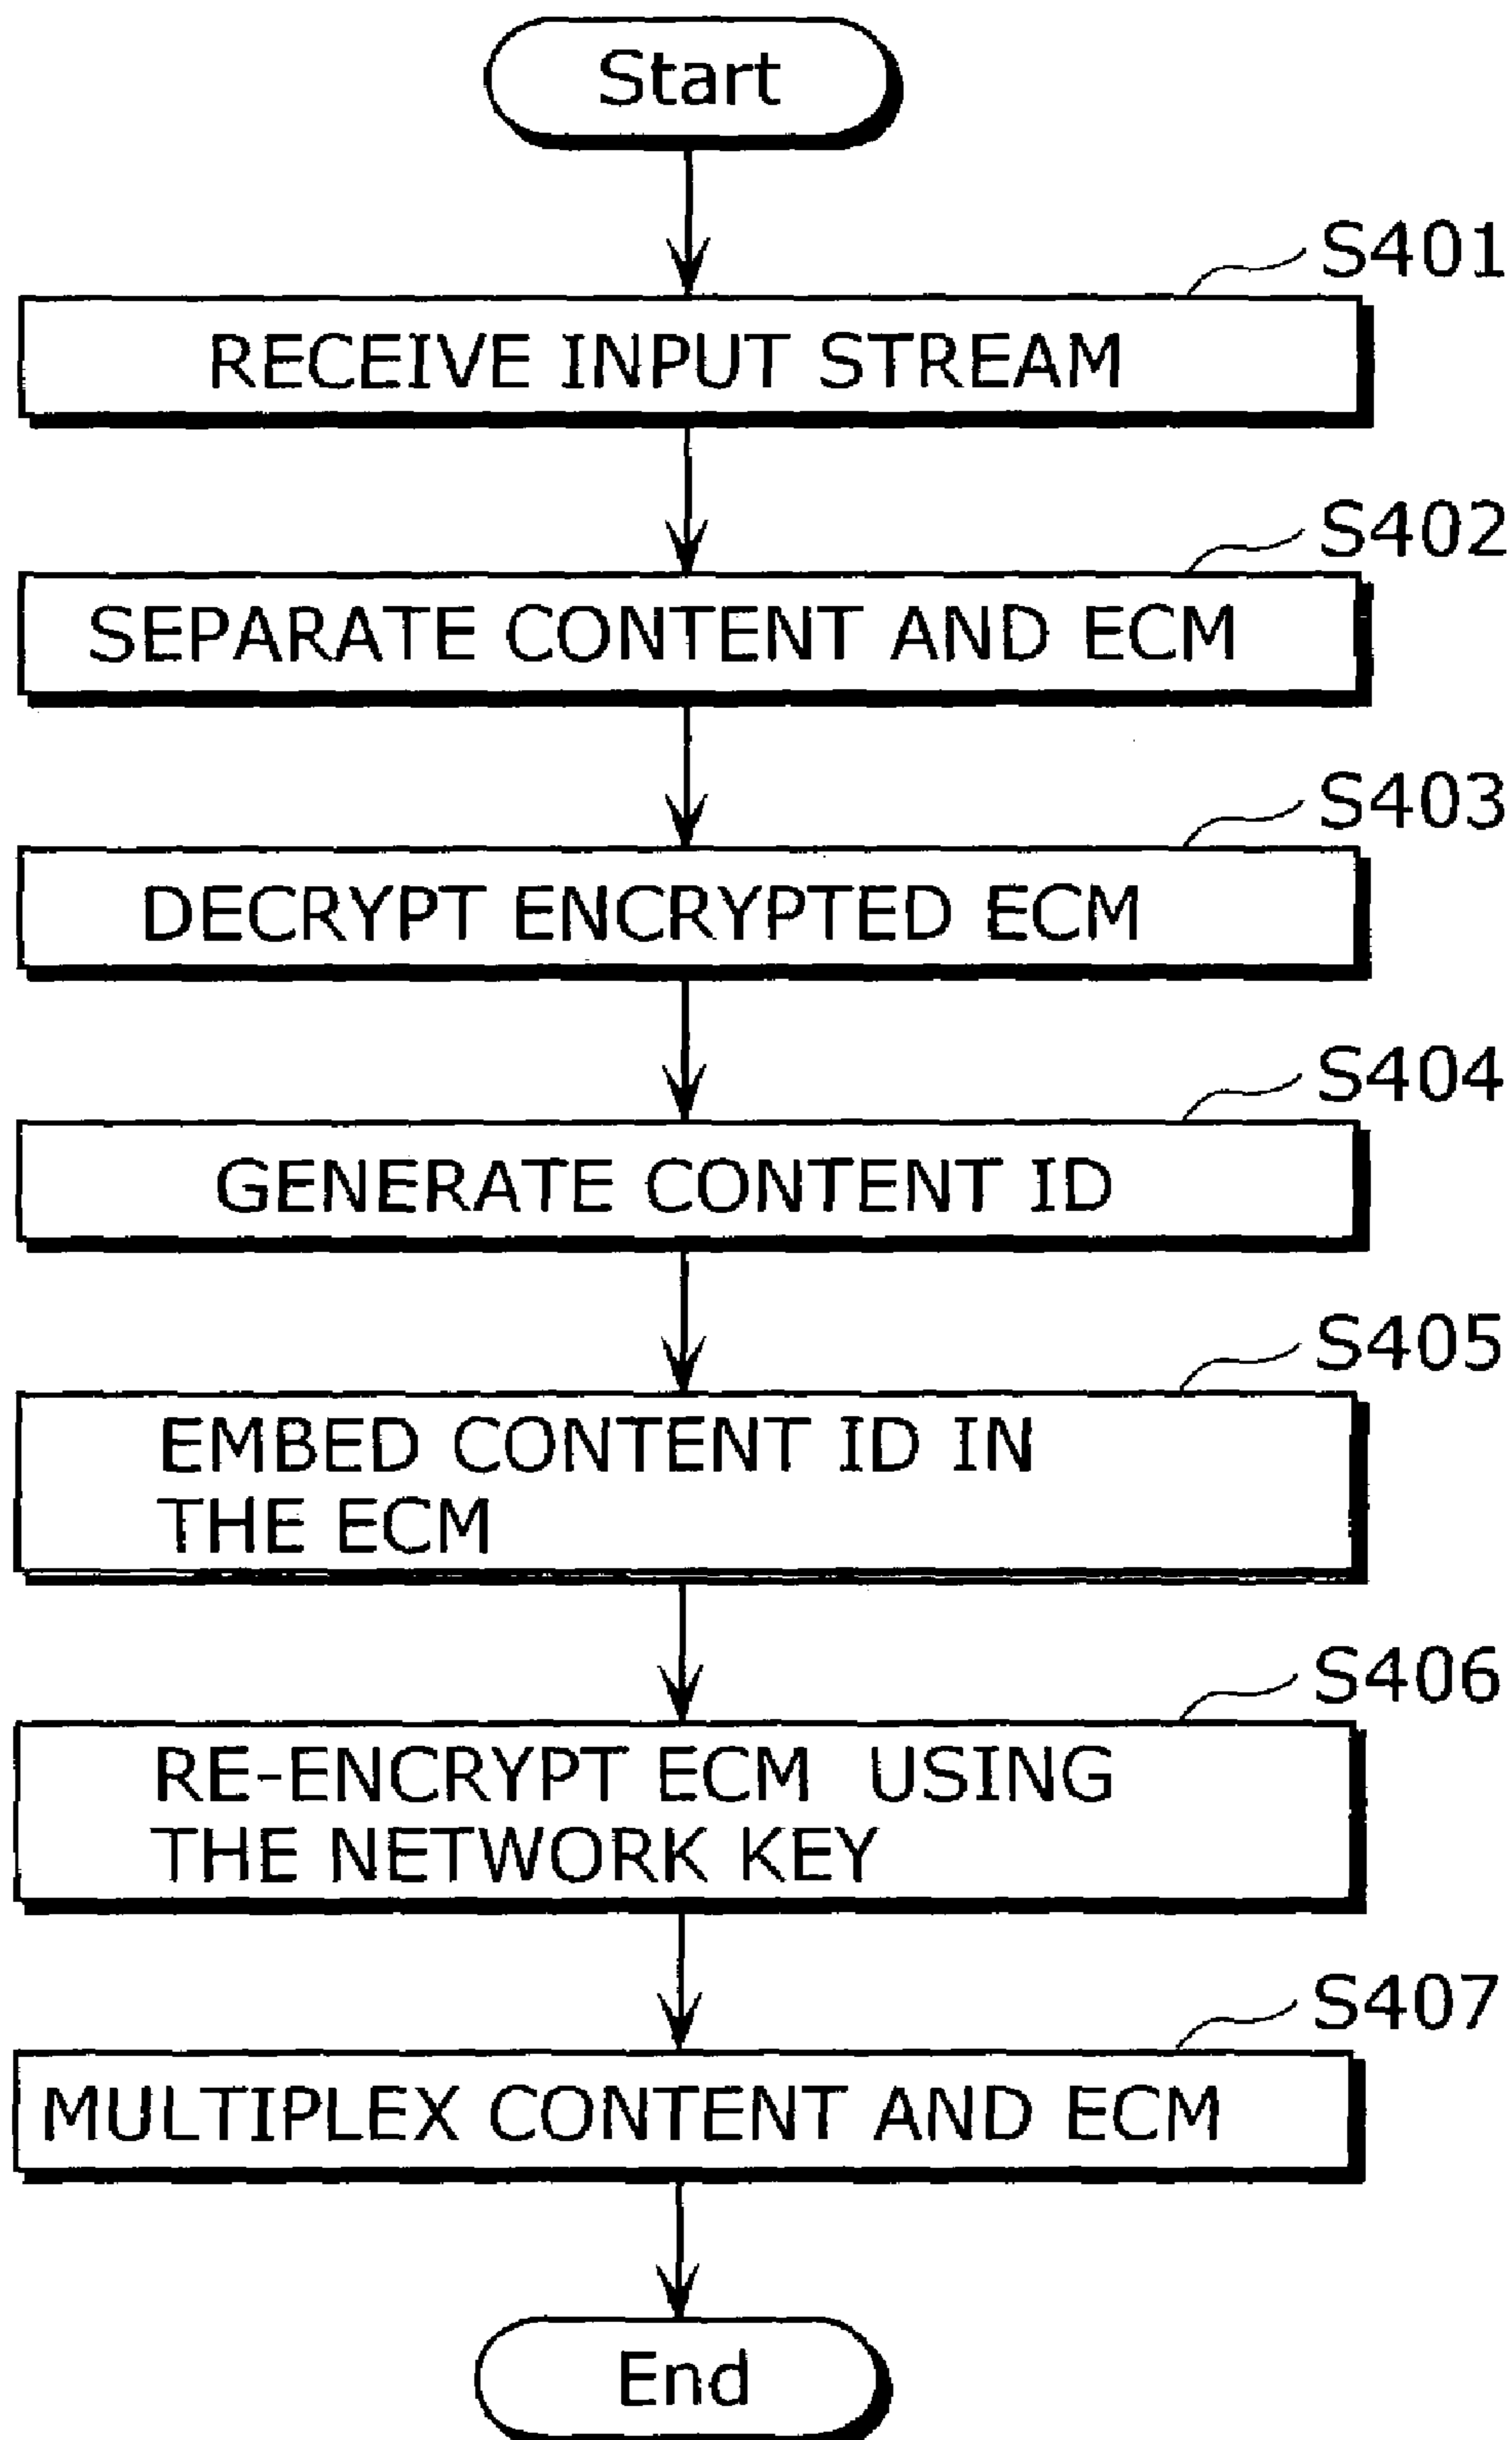 Start
S401
RECEIVE INPUT STREAM
S402
SEPARATE CONTENT AND ECM
S403
DECRYPT ENCRYPTED ECM
S404
GENERATE CONTENT ID
S405
EMBED CONTENT ID IN
THE ECM
S406
RE-ENCRYPT ECM USING
THE NETWORK KEY
S407
MULTIPLEX CONTENT AND ECM
End